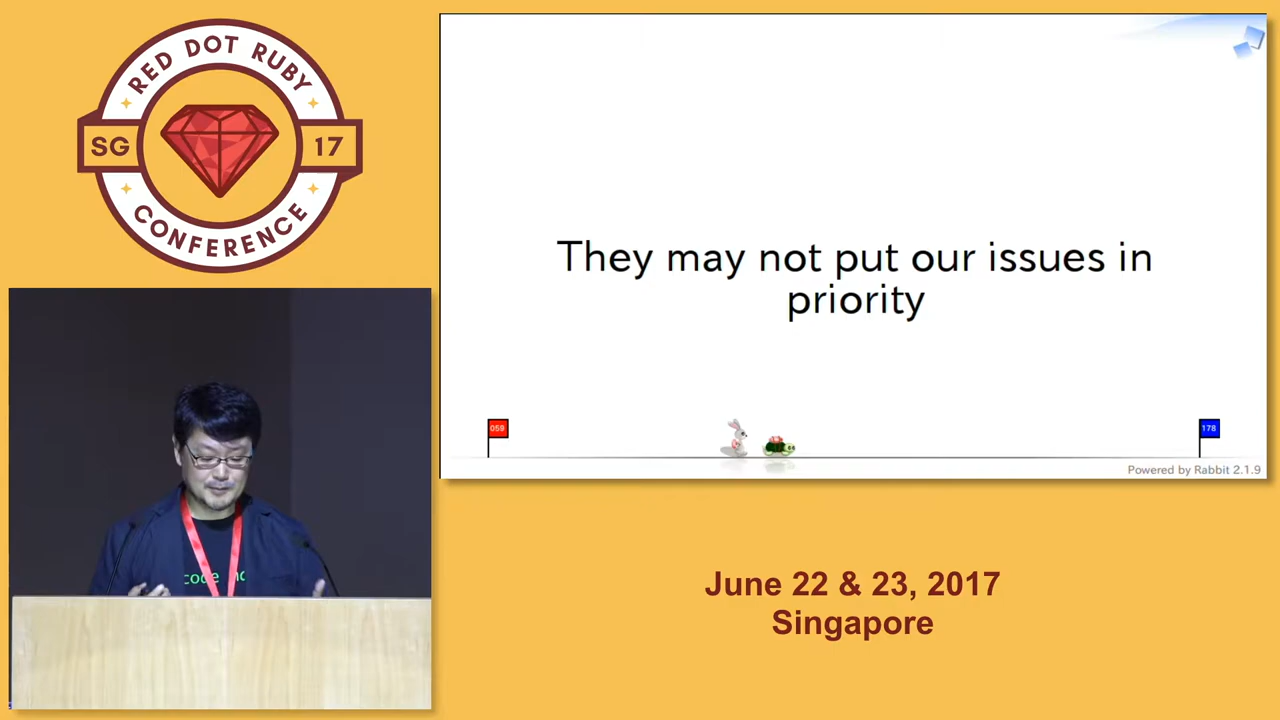 RED DOT RUBY
SG
17
CONFERENCE
They may not put our issues in
priority
059
178
Powered by Rabbit 2.1.9
code
June 22 & 23, 2017
Singapore